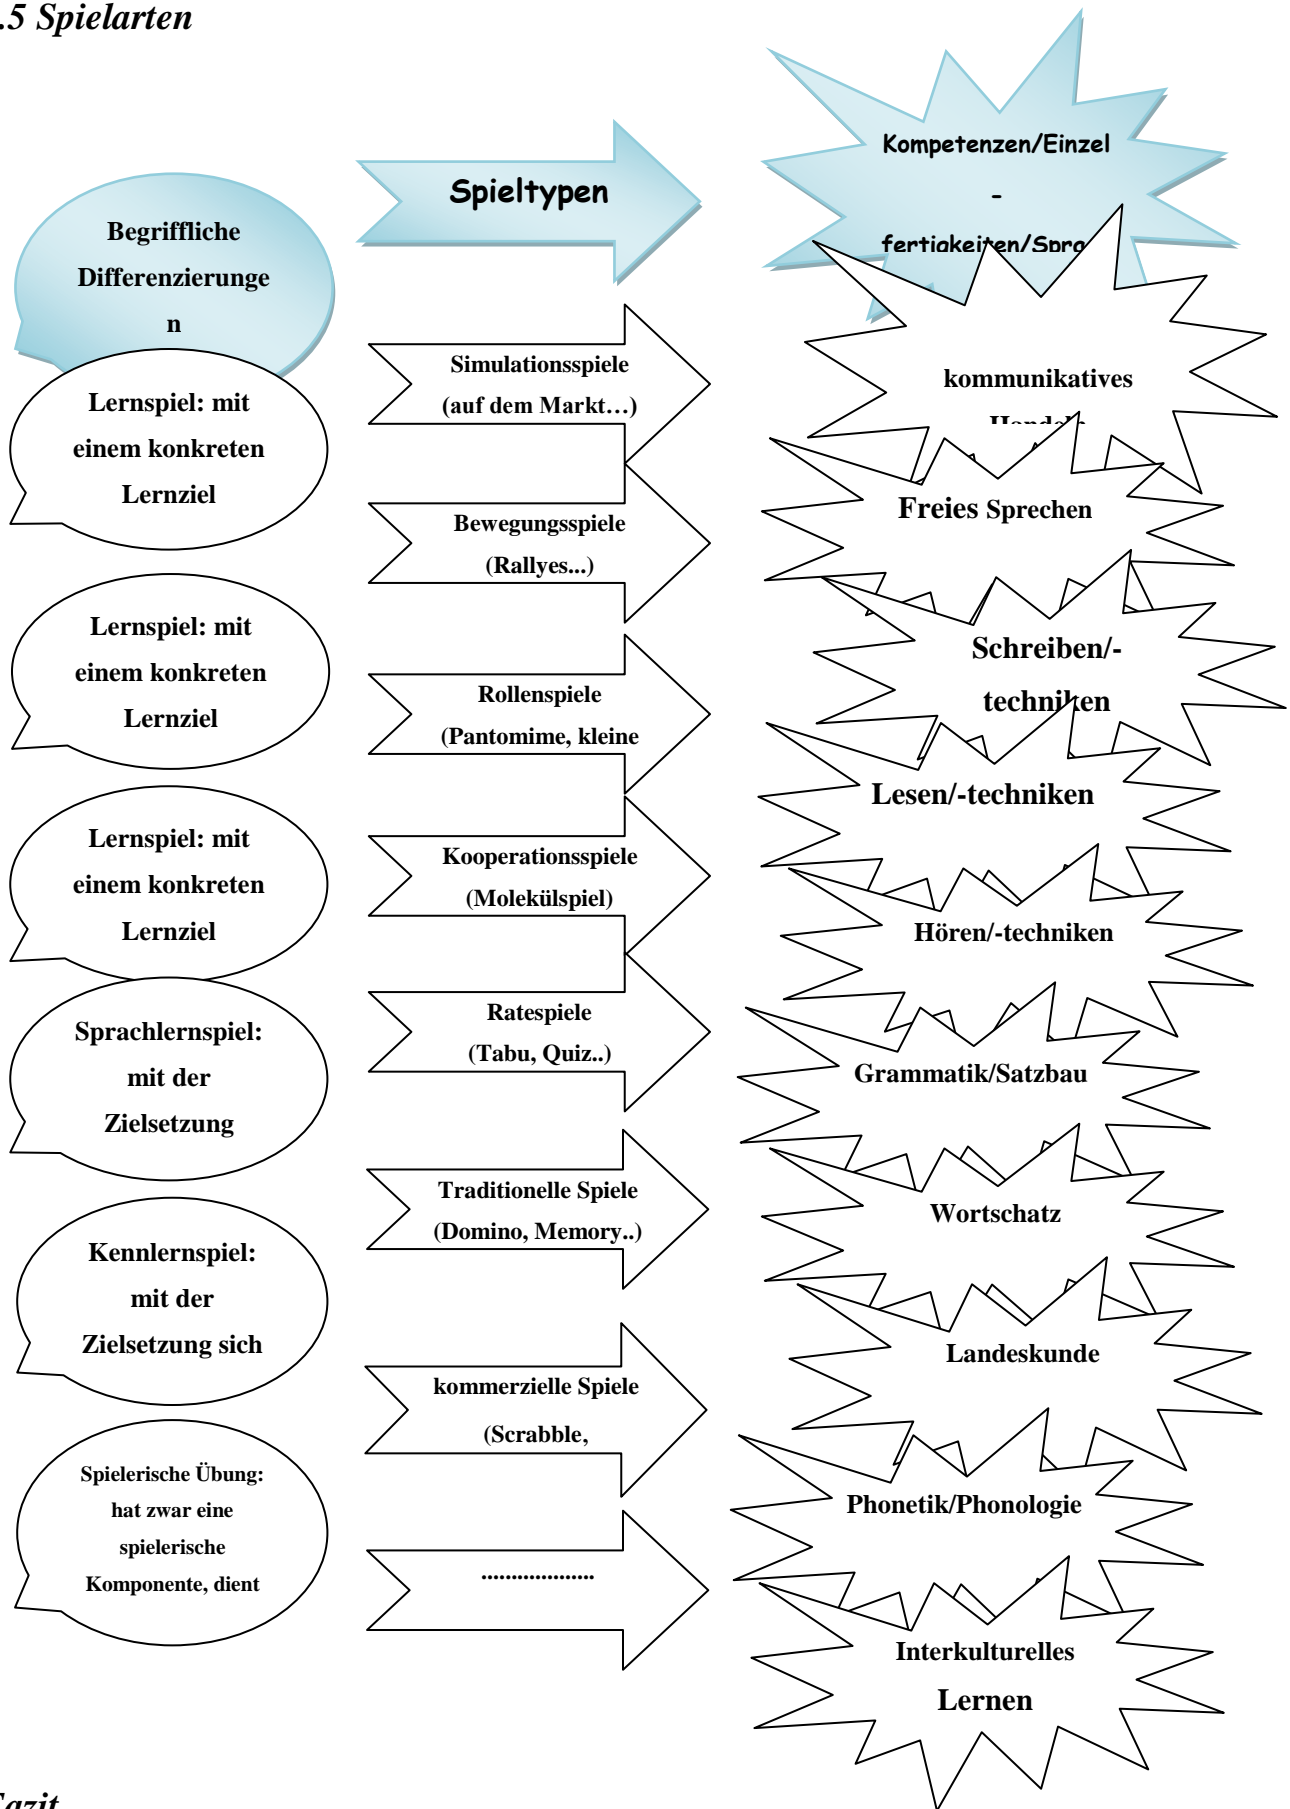 .5 Spielarten
Begriffliche
Differenzierunge
n
Lernspiel: mit
einem konkreten
Lernziel
Lernspiel: mit
einem konkreten
Lernziel
Lernspiel: mit
einem konkreten
Lernziel
Sprachlernspiel:
mit der
Zielsetzung
Kennlernspiel:
mit der
Zielsetzung sich
Spielerische Übung:
hat zwar eine
spielerische
Komponente, dient
Spieltypen
Simulationsspiele
(auf dem Markt…)
Bewegungsspiele
(Rallyes...)
Rollenspiele
(Pantomime, kleine
Kooperationsspiele
(Molekülspiel)
Ratespiele
(Tabu, Quiz..)
Traditionelle Spiele
(Domino, Memory..)
kommerzielle Spiele
(Scrabble,
...................
Kompetenzen/Einzel
-
fertigkeiten/Spra
kommunikatives
Handeln
Freies Sprechen
Schreiben/-
techniken
Lesen/-techniken
Hören/-techniken
Grammatik/Satzbau
Wortschatz
Landeskunde
Phonetik/Phonologie
Interkulturelles
Lernen
Fazit